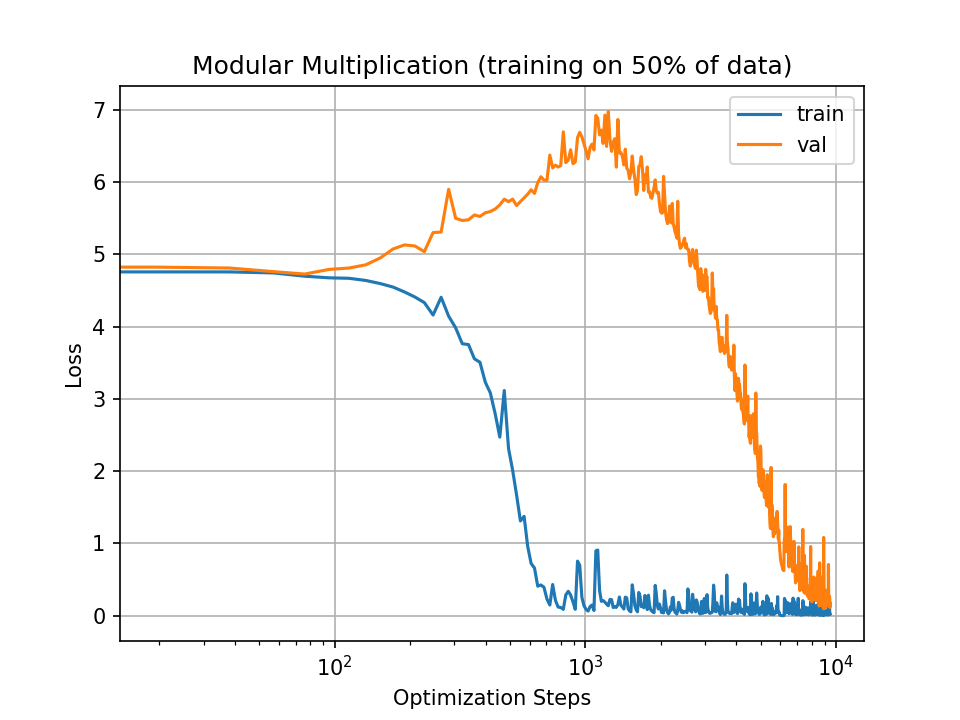 Modular Multiplication (training on 50% of data)
train
val
7
6
5
4
3
2
1
0
Loss
10²
10³
10⁴
Optimization Steps